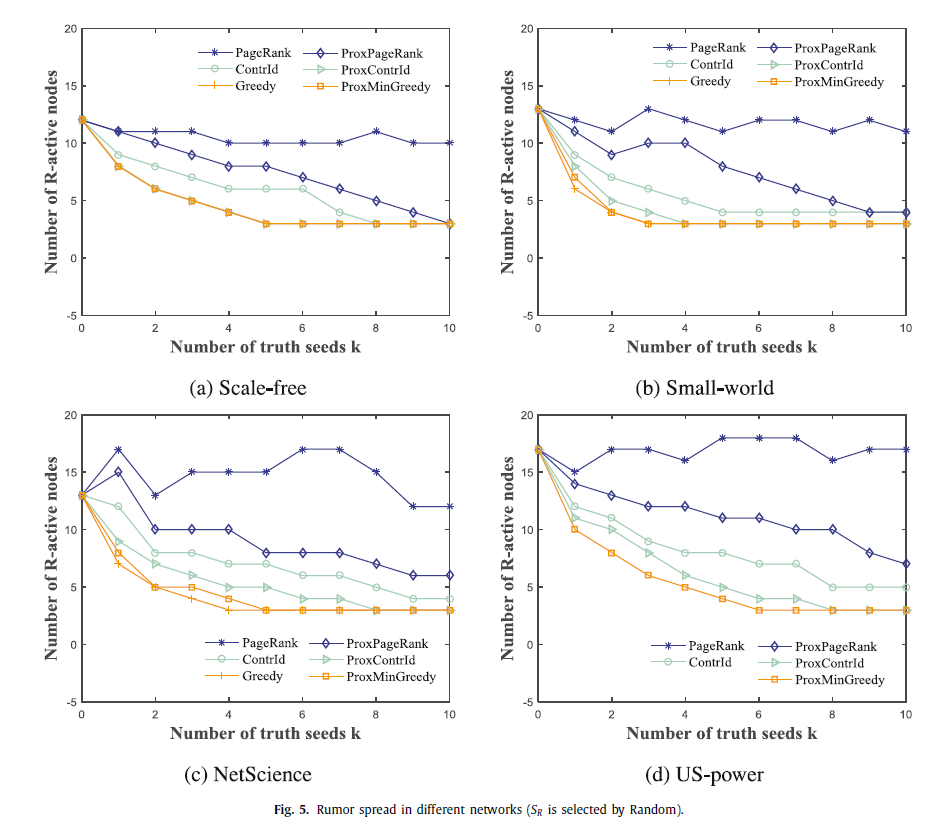 20
15
10
5
0
-5
0 2 4 6 8 10
Number of R-active nodes
Number of truth seeds k
PageRank ProxPageRank
ContrId ProxContrId
Greedy ProxMinGreedy
(a) Scale-free
20
15
10
5
0
-5
0 2 4 6 8 10
Number of R-active nodes
Number of truth seeds k
PageRank ProxPageRank
ContrId ProxContrId
Greedy ProxMinGreedy
(b) Small-world
20
15
10
5
0
-5
0 2 4 6 8 10
Number of R-active nodes
Number of truth seeds k
PageRank ProxPageRank
ContrId ProxContrId
Greedy ProxMinGreedy
(c) NetScience
20
15
10
5
0
-5
0 2 4 6 8 10
Number of R-active nodes
Number of truth seeds k
PageRank ProxPageRank
ContrId ProxContrId
ProxMinGreedy
(d) US-power
Fig. 5. Rumor spread in different networks (S_R is selected by Random).